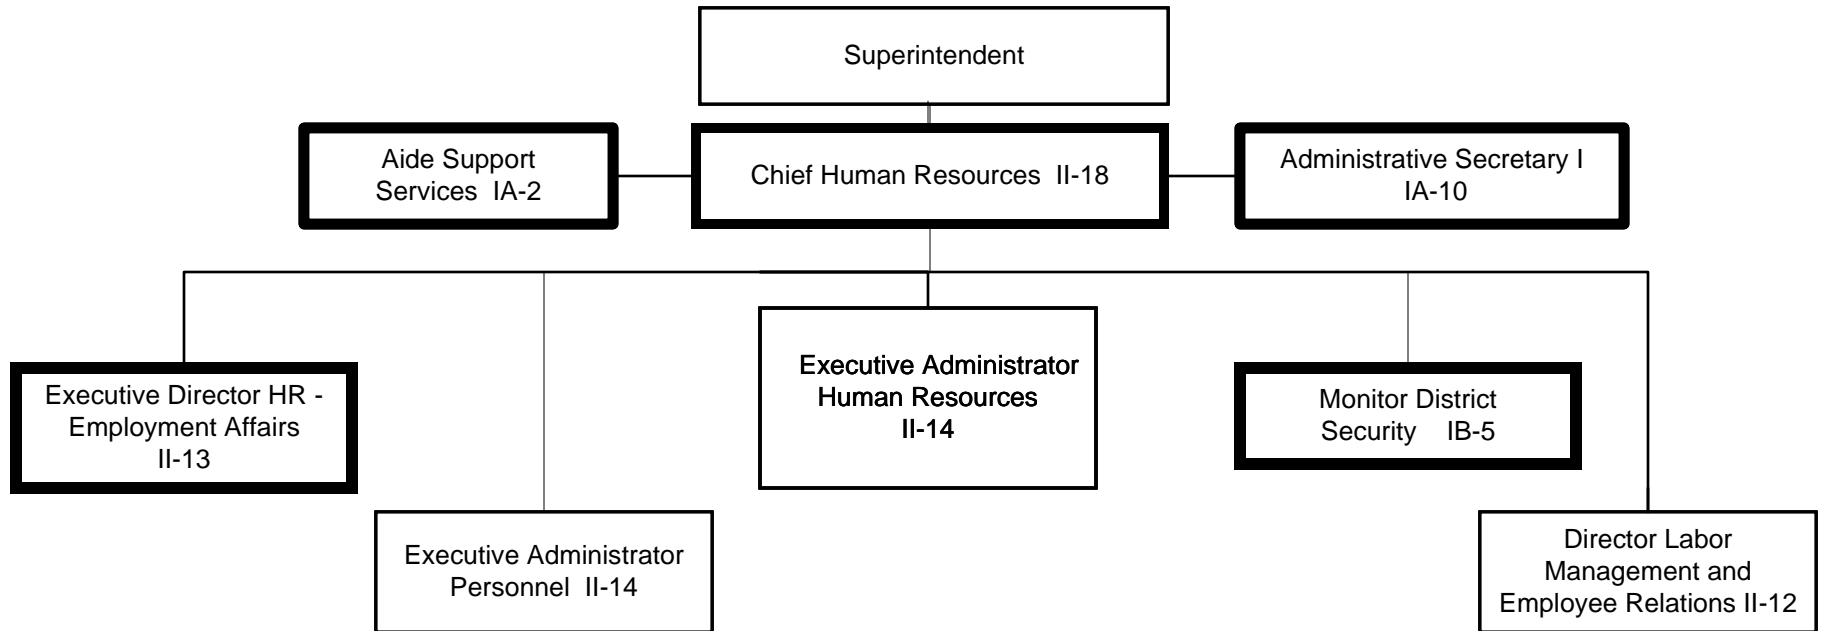 Superintendent
Aide Support
Services IA-2
Chief Human Resources II-18
Administrative Secretary I
IA-10
Executive Director HR -
Employment Affairs
II-13
Executive Administrator
Human Resources
II-14
Monitor District
Security IB-5
Executive Administrator
Personnel II-14
Director Labor
Management and
Employee Relations II-12